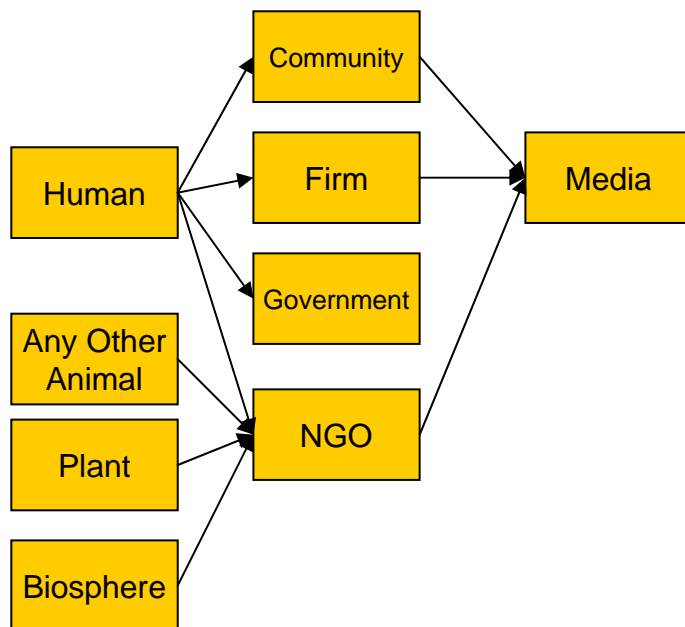 Community
Human
Firm
Media
Government
Any Other
Animal
NGO
Plant
Biosphere